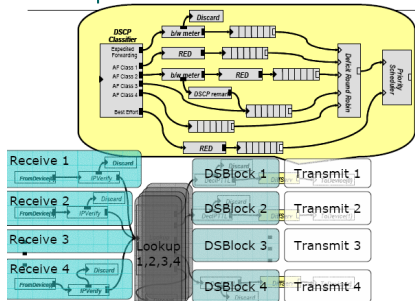 Discard
DSCP
Classifier
b/w meter
Expedited
Forwarding
RED
AF Class 1
AF Class 2
b/w meter
RED
AF Class 3
AF Class 4
DSCP remark
Best Effort
RED
Deficit Round
Robin
Priority
Scheduler
Receive 1
Discard
FromDevice
IPVerify
Receive 2
Discard
FromDevice
IPVerify
Receive 3
Receive 4
Discard
FromDevice
IPVerify
Lookup
1,2,3,4
DSBlock 1
Transmit 1
DSBlock 2
Transmit 2
DSBlock 3
Transmit 3
DSBlock 4
Transmit 4